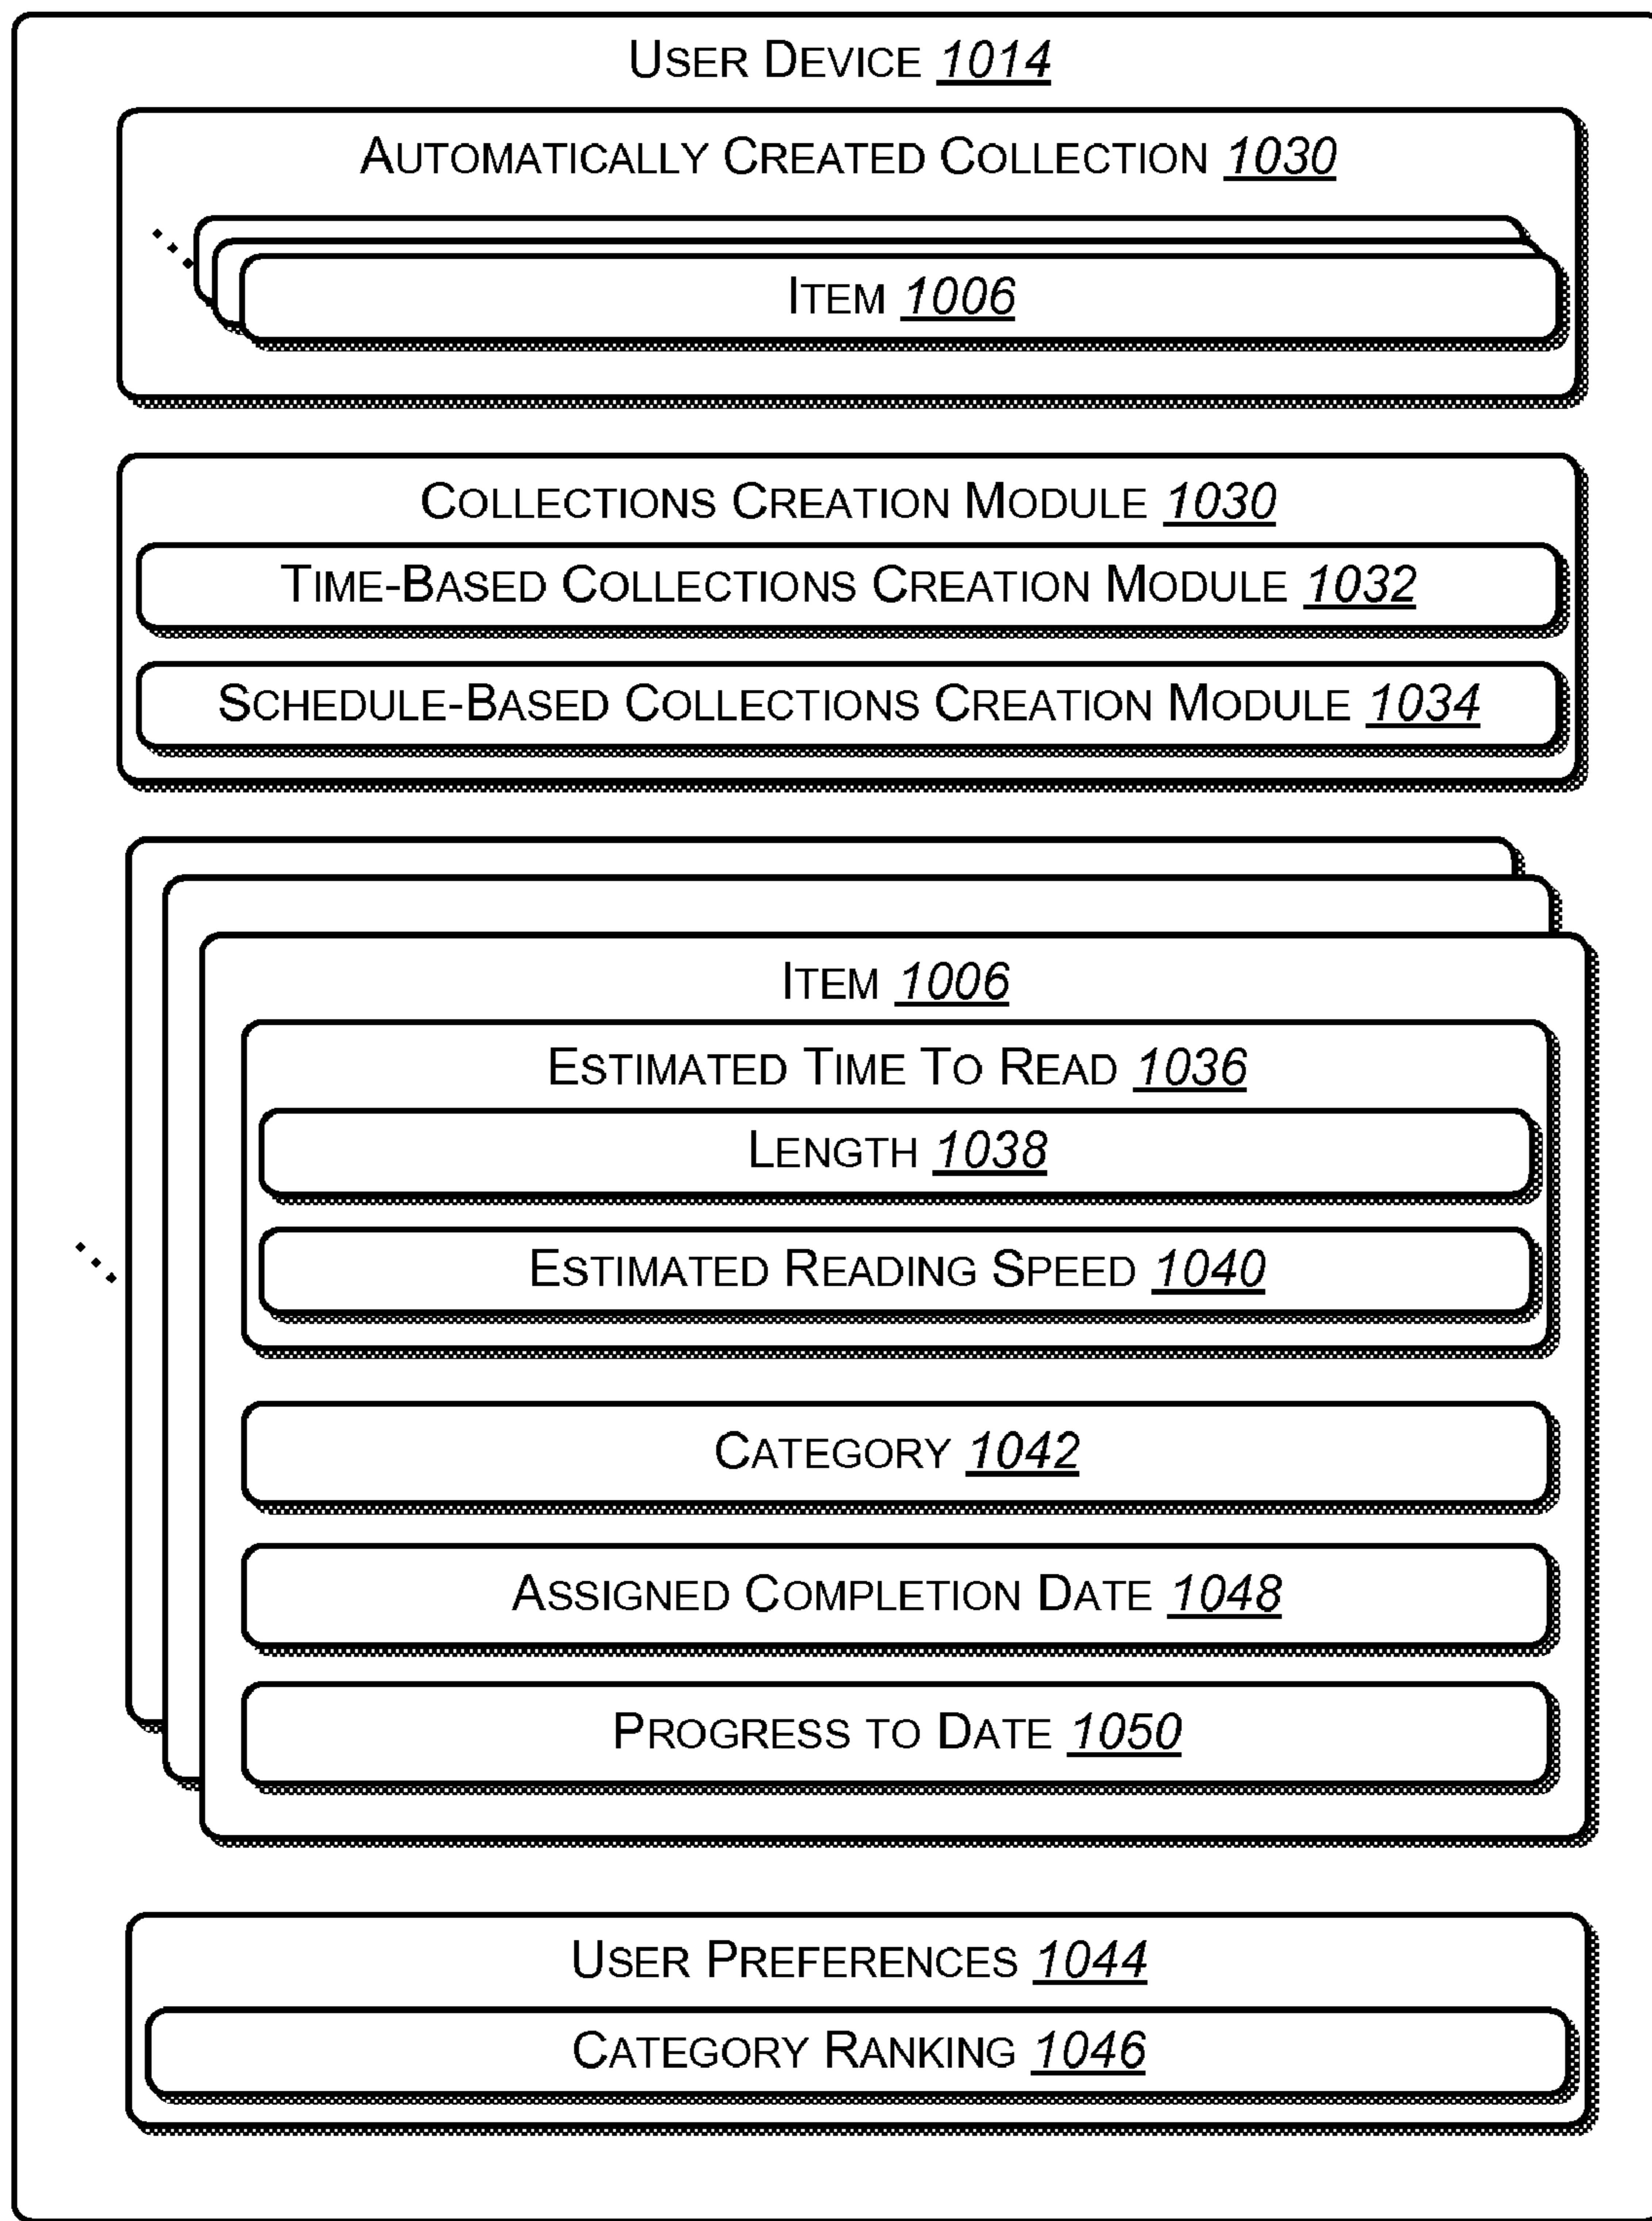 USER DEVICE 1014
AUTOMATICALLY CREATED COLLECTION 1030
ITEM 1006
COLLECTIONS CREATION MODULE 1030
TIME-BASED COLLECTIONS CREATION MODULE 1032
SCHEDULE-BASED COLLECTIONS CREATION MODULE 1034
ITEM 1006
ESTIMATED TIME TO READ 1036
LENGTH 1038
ESTIMATED READING SPEED 1040
CATEGORY 1042
ASSIGNED COMPLETION DATE 1048
PROGRESS TO DATE 1050
USER PREFERENCES 1044
CATEGORY RANKING 1046